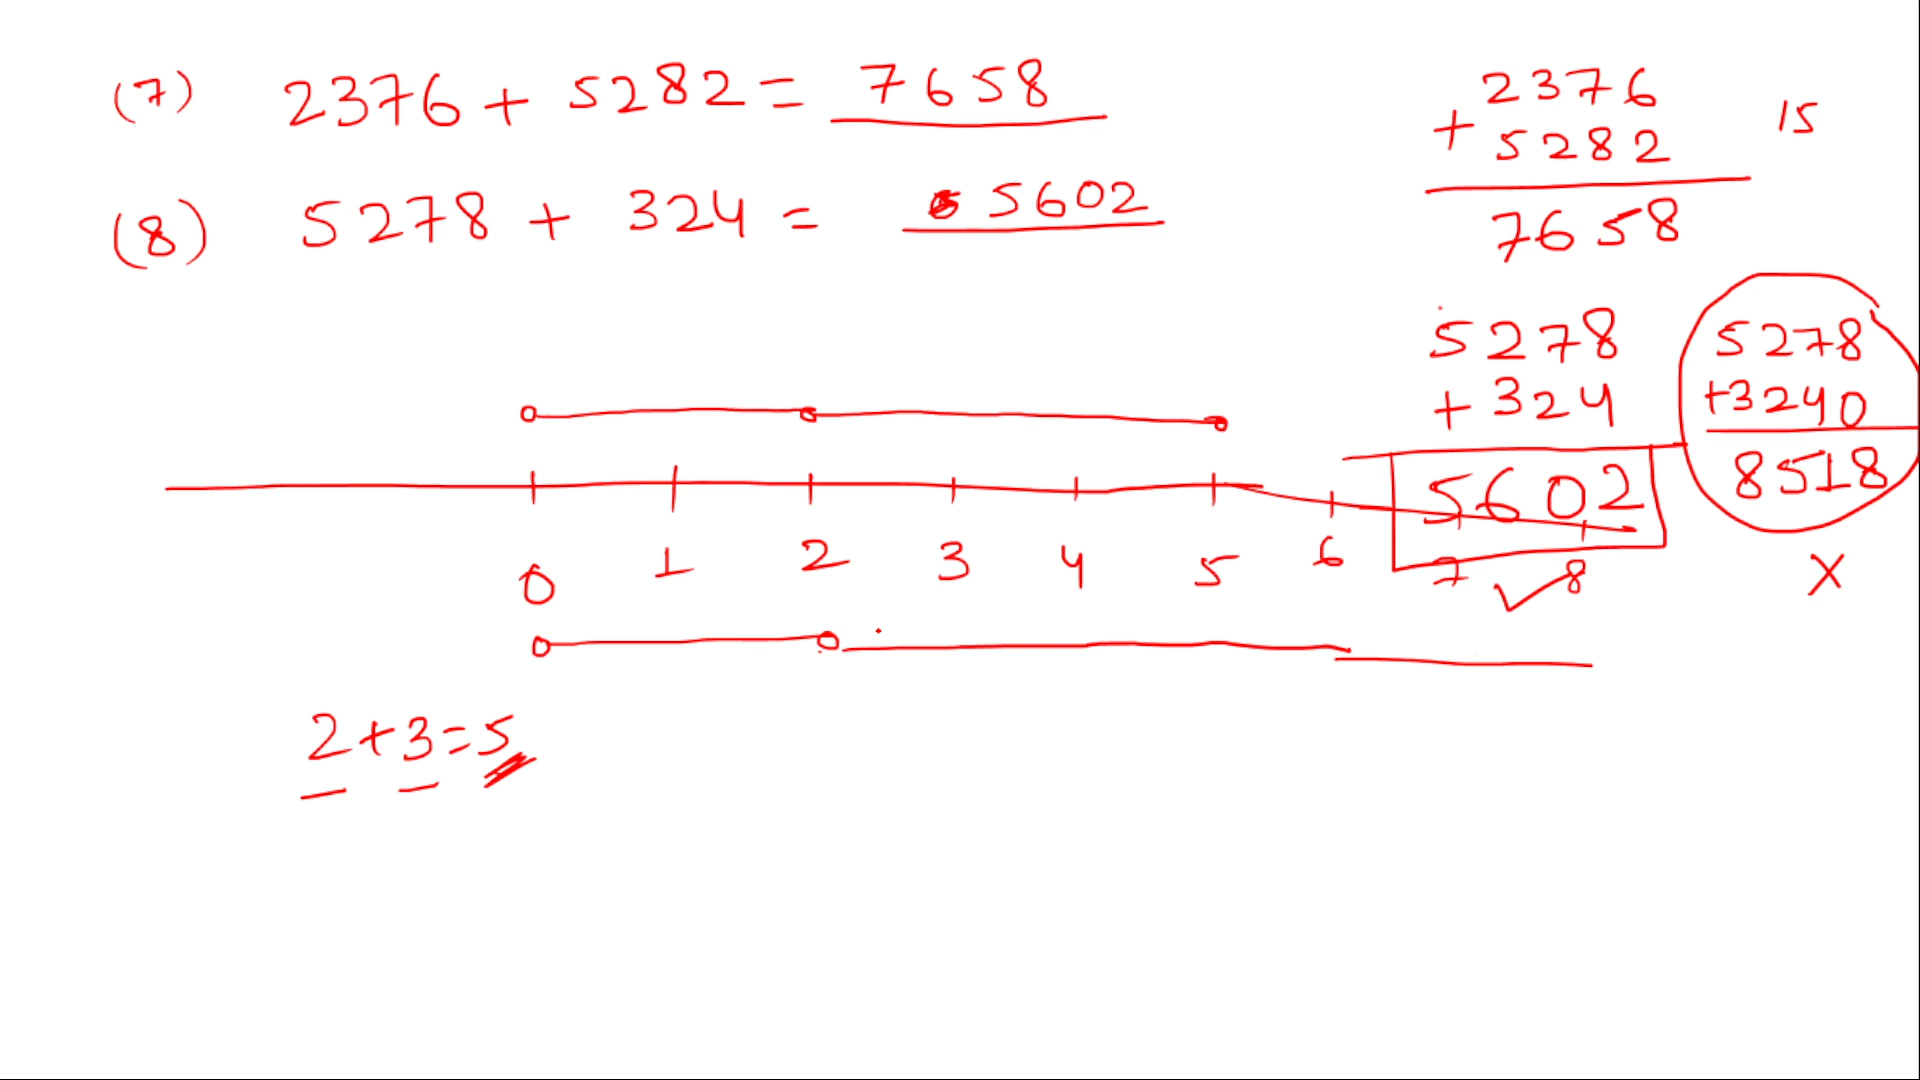 (7) 2376 + 5282 = 7658
(8) 5278 + 324 = 5602
2376
+ 5282
7658
15
5278
+ 324
5602
5278
+3240
8518
X
0 1 2 3 4 5 6 7 8
2+3=5